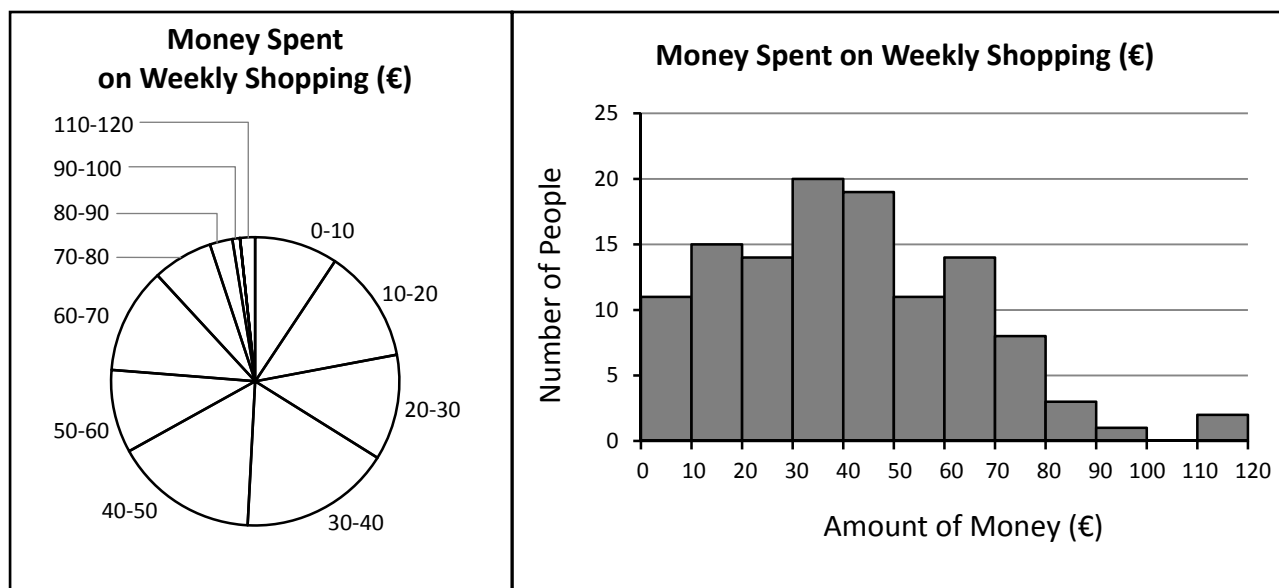 Money Spent
on Weekly Shopping (€)
110-120
90-100
80-90
70-80
60-70
50-60
40-50
30-40
20-30
10-20
0-10
Money Spent on Weekly Shopping (€)
Number of People
25
20
15
10
5
0
0 10 20 30 40 50 60 70 80 90 100 110 120
Amount of Money (€)